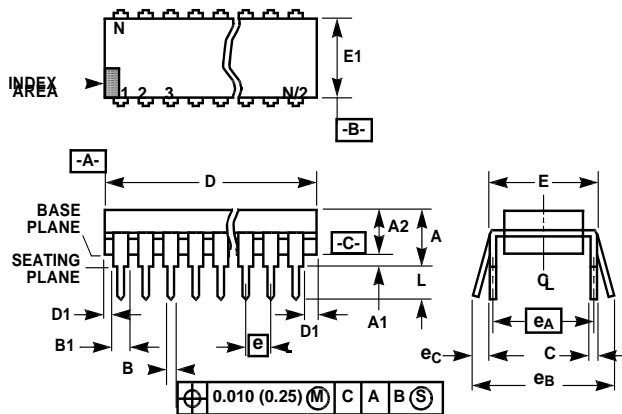 N
E1
INDEX
AREA
1 2 3 N/2
-B-
-A-
D
E
BASE
PLANE
A2
A
-C-
SEATING
PLANE
L
CL
D1
D1
A1
eA
B1
e
eC
C
B
eB
0.010 (0.25) M C A B S